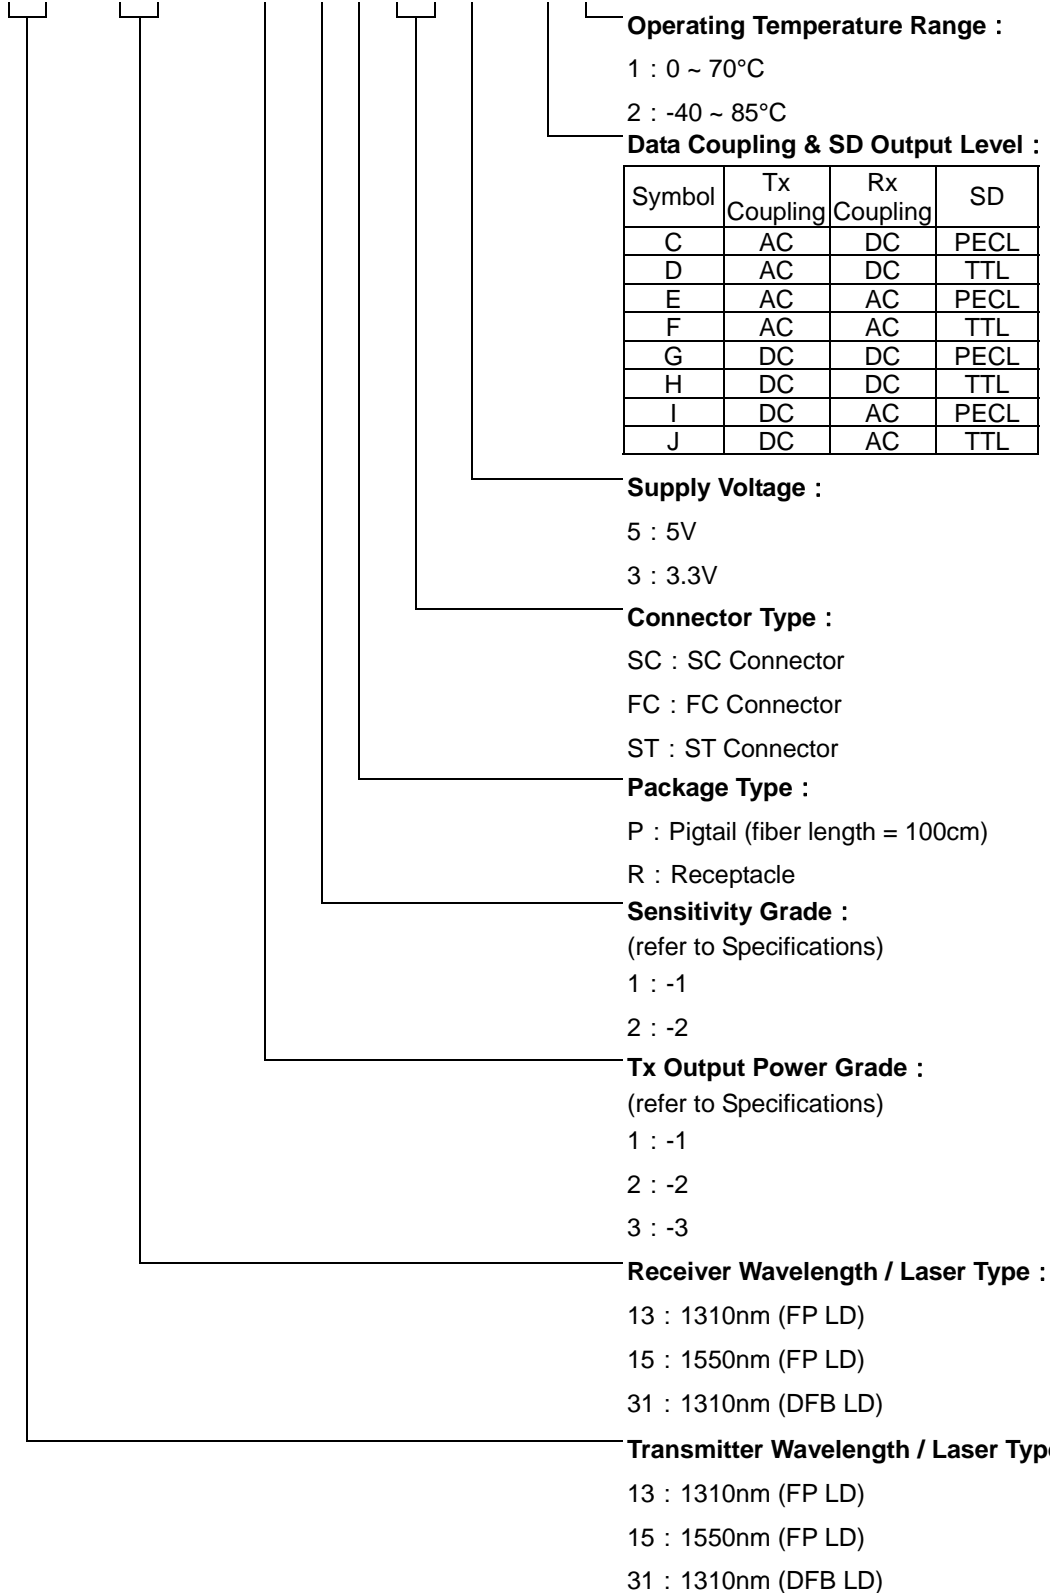 Operating Temperature Range：
1：0 ~ 70°C
2：-40 ~ 85°C
Data Coupling & SD Output Level：
Symbol Tx Coupling Rx Coupling SD
C AC DC PECL
D AC DC TTL
E AC AC PECL
F AC AC TTL
G DC DC PECL
H DC DC TTL
I DC AC PECL
J DC AC TTL
Supply Voltage：
5：5V
3：3.3V
Connector Type：
SC：SC Connector
FC：FC Connector
ST：ST Connector
Package Type：
P：Pigtail (fiber length = 100cm)
R：Receptacle
Sensitivity Grade：
(refer to Specifications)
1：-1
2：-2
Tx Output Power Grade：
(refer to Specifications)
1：-1
2：-2
3：-3
Receiver Wavelength / Laser Type：
13：1310nm (FP LD)
15：1550nm (FP LD)
31：1310nm (DFB LD)
Transmitter Wavelength / Laser Typ
13：1310nm (FP LD)
15：1550nm (FP LD)
31：1310nm (DFB LD)